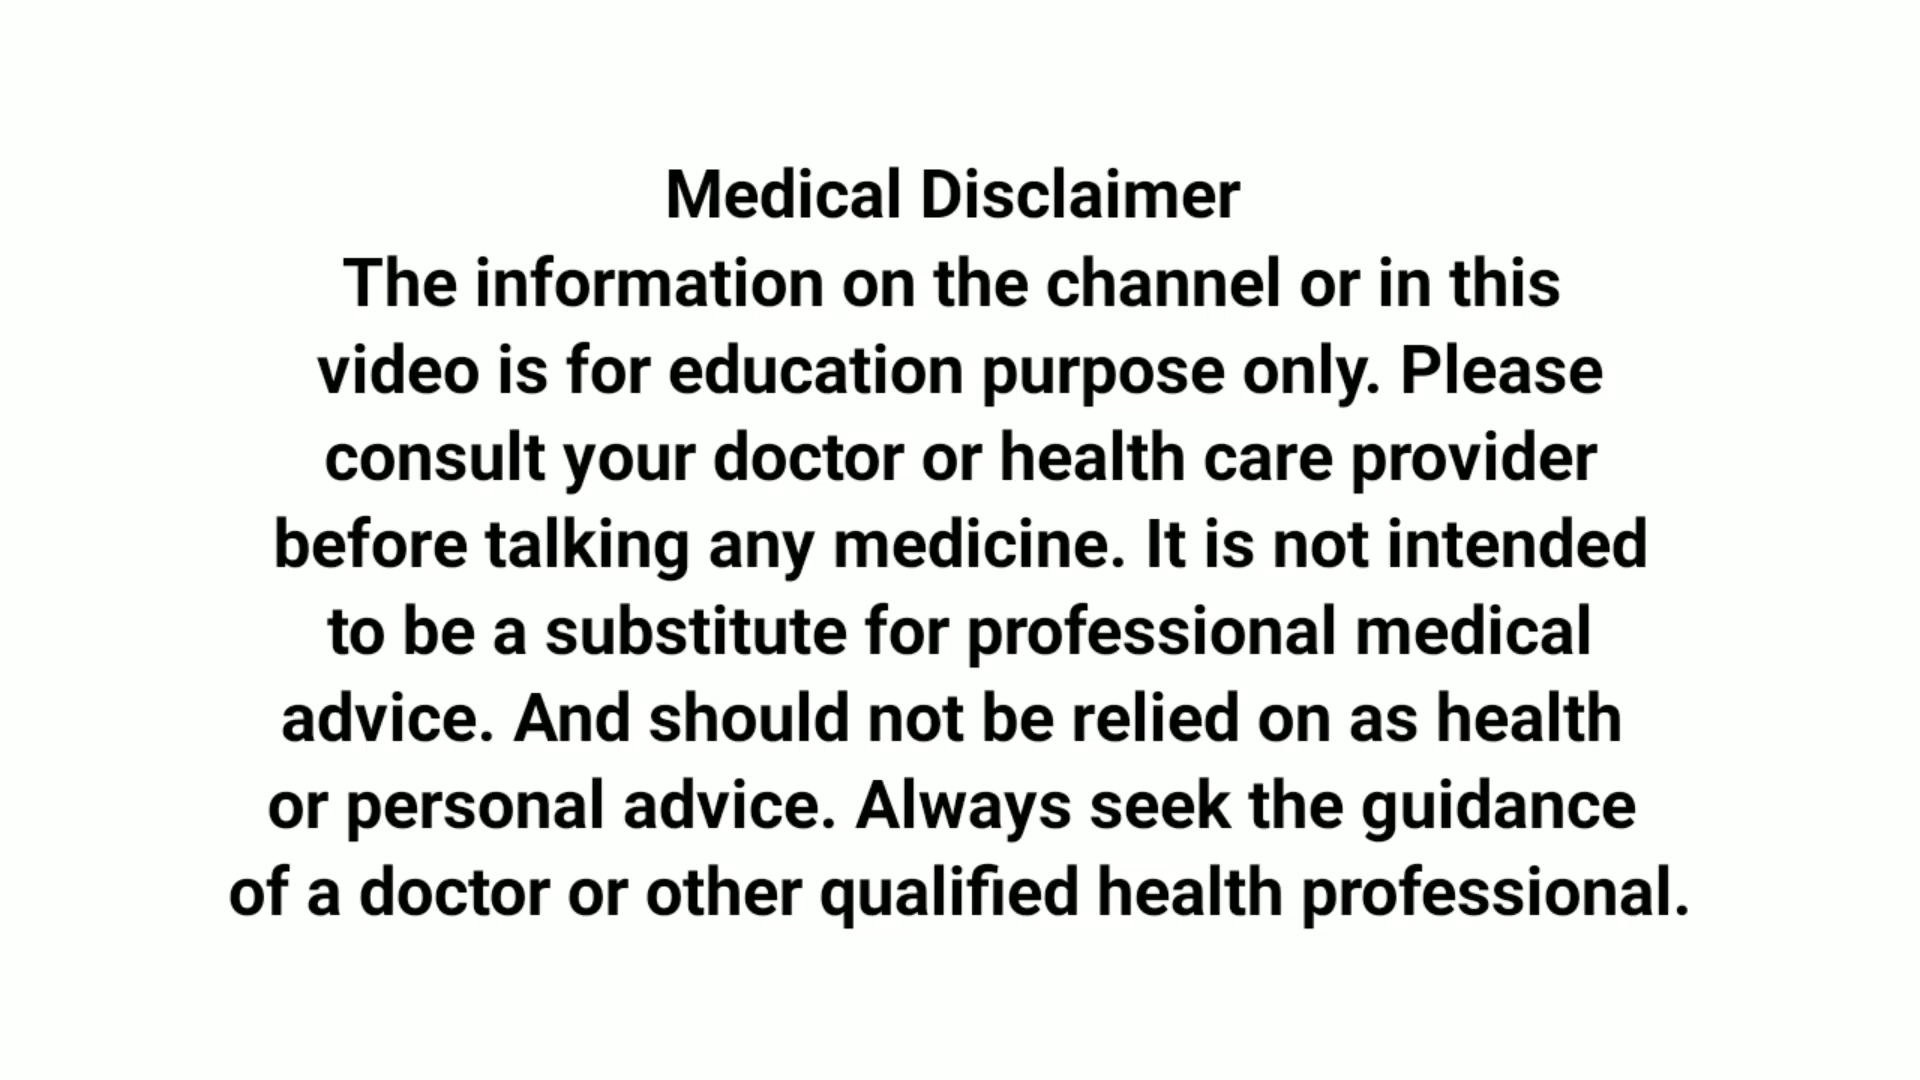 Medical Disclaimer
The information on the channel or in this
video is for education purpose only. Please
consult your doctor or health care provider
before talking any medicine. It is not intended
to be a substitute for professional medical
advice. And should not be relied on as health
or personal advice. Always seek the guidance
of a doctor or other qualified health professional.